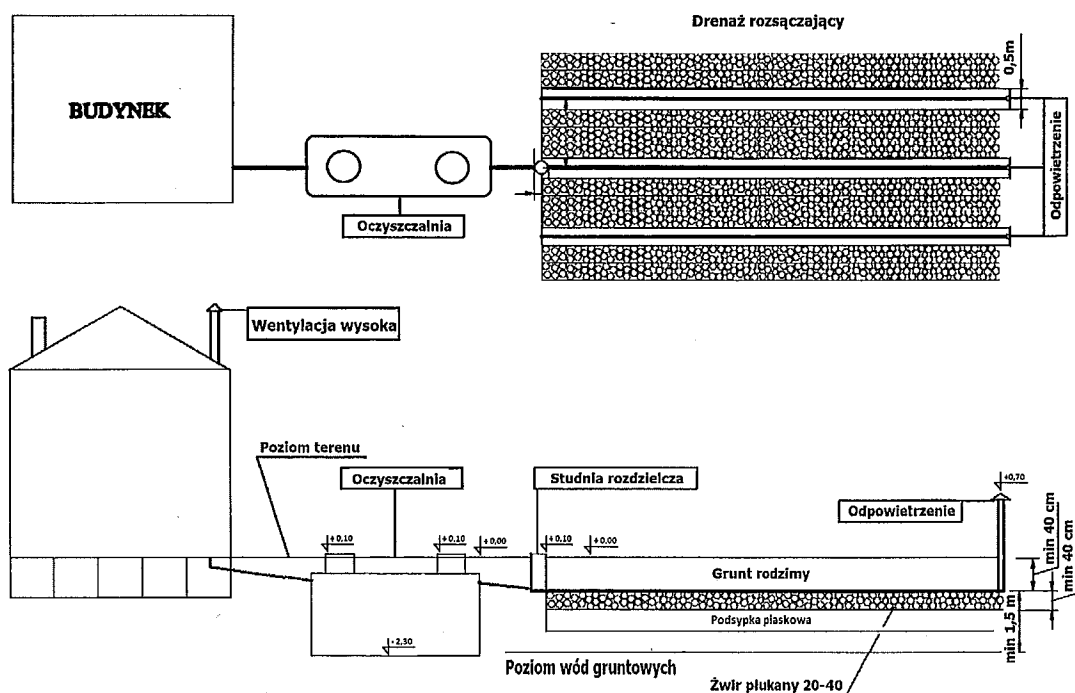 Drenaż rozsączający
0,5m
BUDYNEK
Odpowietrzenie
Oczyszczalnia
Wentylacja wysoka
Poziom terenu
Oczyszczalnia
Studnia rozdzielcza
+0,70
Odpowietrzenie
+0,10
+0,10
+0,00
+0,10
+0.00
min 40 cm
min 40 cm
Grunt rodzimy
Podsypka piaskowa
min 1,5 m
-2,30
Poziom wód gruntowych
Żwir płukany 20-40